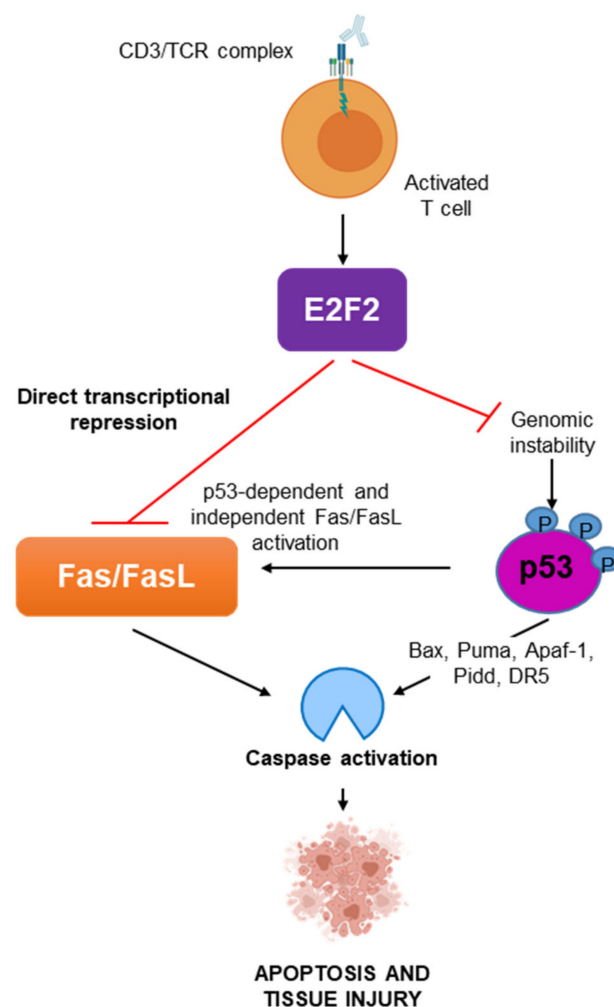 CD3/TCR complex
Activated
T cell
E2F2
Direct transcriptional
repression
Genomic
instability
p53-dependent and
independent Fas/FasL
activation
P
P
P
Fas/FasL
p53
Bax, Puma, Apaf-1,
Pidd, DR5
Caspase activation
APOPTOSIS AND
TISSUE INJURY